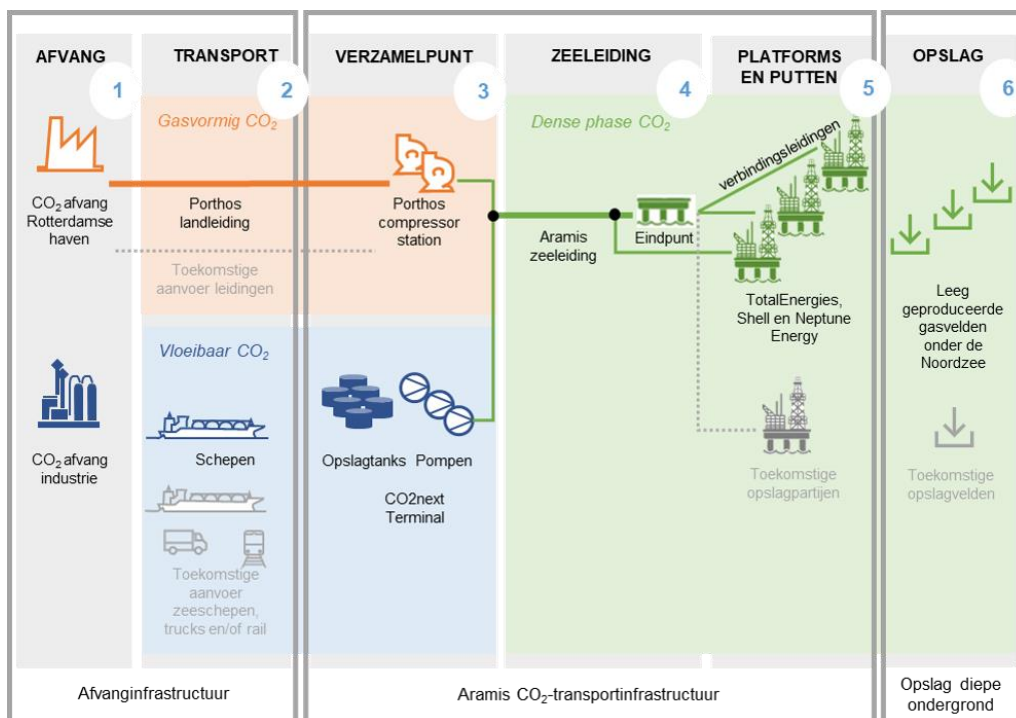 AFVANG
1
TRANSPORT
2
VERZAMELPUNT
3
ZEELEIDING
4
PLATFORMS
EN PUTTEN
5
OPSLAG
6
Gasvormig CO₂
Dense phase CO₂
verbindingsleidingen
CO₂ afvang
Rotterdamse
haven
Porthos
landleiding
Porthos
compressor
station
Aramis
zeeleiding
Eindpunt
Toekomstige
aanvoer leidingen
TotalEnergies,
Shell en Neptune
Energy
Leeg
geproduceerde
gasvelden
onder de
Noordzee
Vloeibaar CO₂
CO₂ afvang
industrie
Schepen
Opslagtanks Pompen
CO2next
Terminal
Toekomstige
opslagpartijen
Toekomstige
opslagvelden
Toekomstige
aanvoer
zeeschepen,
trucks en/of rail
Afvanginfrastructuur
Aramis CO₂-transportinfrastructuur
Opslag diepe
ondergrond